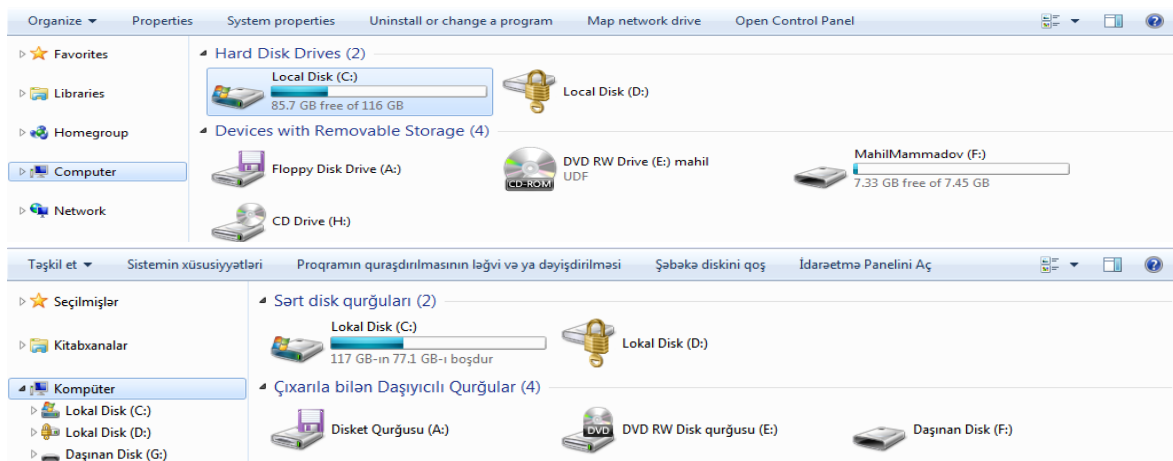 Organize Properties System properties Uninstall or change a program Map network drive Open Control Panel
Favorites
Libraries
Homegroup
Computer
Network
Hard Disk Drives (2)
Local Disk (C:)
85.7 GB free of 116 GB
Local Disk (D:)
Devices with Removable Storage (4)
Floppy Disk Drive (A:)
CD-ROM
DVD RW Drive (E:) mahil
UDF
MahilMammadov (F:)
7.33 GB free of 7.45 GB
CD Drive (H:)
Təşkil et Sistemin xüsusiyyətləri Proqramın quraşdırılmasının ləğvi və ya dəyişdirilməsi Şəbəkə diskini qoş İdarəetmə Panelini Aç
Seçilmişlər
Kitabxanalar
Kompüter
Lokal Disk (C:)
Lokal Disk (D:)
Daşınan Disk (G:)
Sərt disk qurğuları (2)
Lokal Disk (C:)
117 GB-ın 77.1 GB-ı boşdur
Lokal Disk (D:)
Çıxarıla bilən Daşıyıcılı Qurğular (4)
Disket Qurğusu (A:)
DVD
DVD RW Disk qurğusu (E:)
Daşınan Disk (F:)